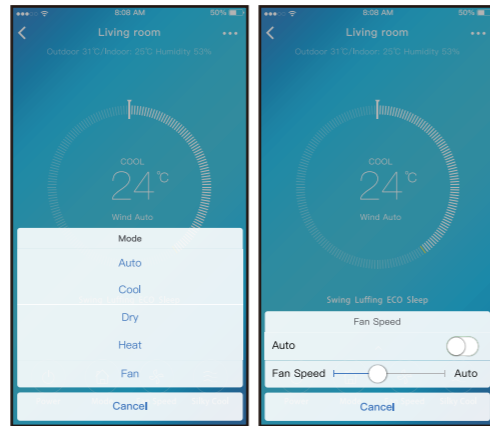 8:08 AM
50%
Living room
Outdoor 31°C/Indoor: 25°C Humidity 53%
COOL
24°C
Wind Auto
Mode
Auto
Cool
Dry
Heat
Fan
Cancel
8:08 AM
50%
Living room
Outdoor 31°C/Indoor: 25°C Humidity 53%
COOL
24°C
Wind Auto
Swing Luffing ECO Sleep
Fan Speed
Auto
Fan Speed Auto
Cancel